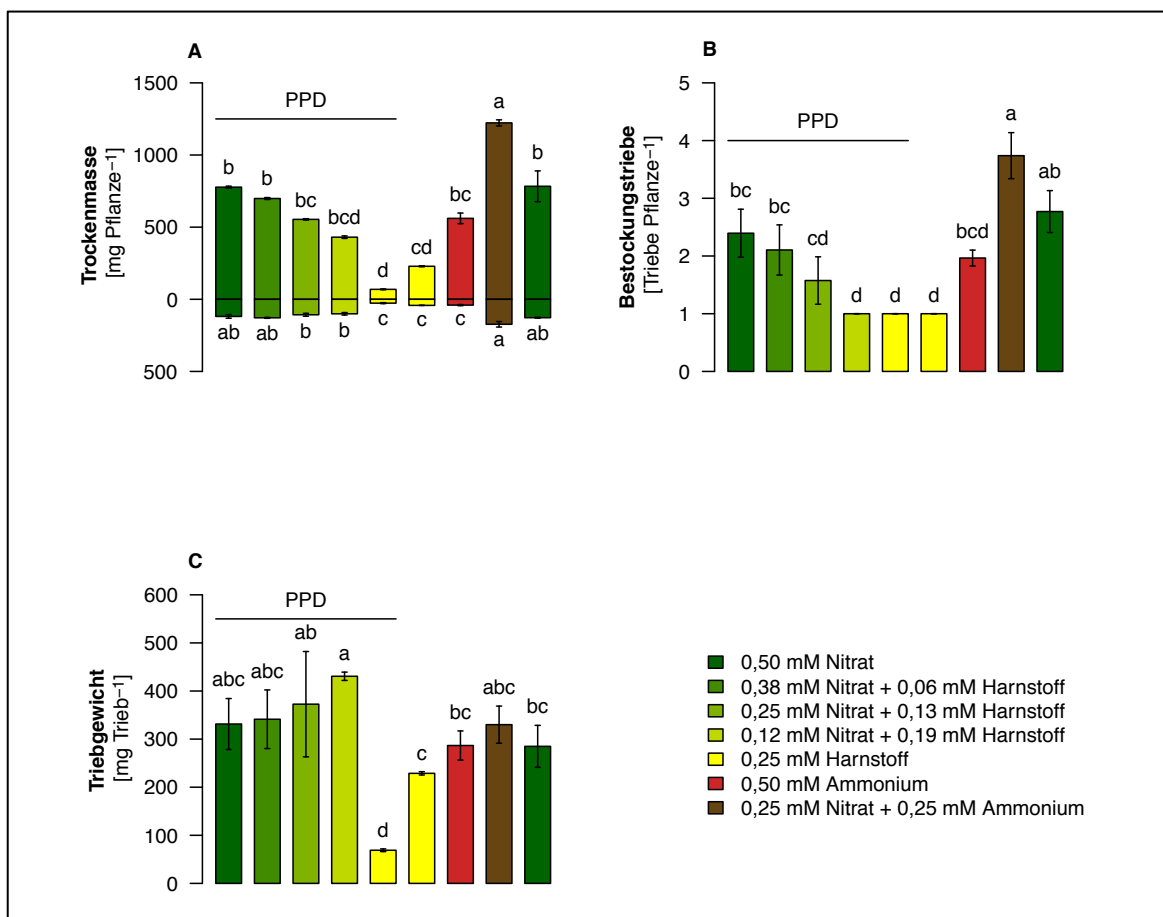 A
Trockenmasse
[mg Pflanze⁻¹]
1500
1000
500
0
500
PPD
b
b
bc
bcd
d
cd
bc
a
b
ab
ab
b
b
c
c
c
a
ab
B
Bestockungstriebe
[Triebe Pflanze⁻¹]
5
4
3
2
1
0
PPD
bc
bc
cd
d
d
d
bcd
a
ab
C
Triebgewicht
[mg Trieb⁻¹]
600
500
400
300
200
100
0
PPD
abc
abc
ab
a
d
c
bc
abc
bc
0,50 mM Nitrat
0,38 mM Nitrat + 0,06 mM Harnstoff
0,25 mM Nitrat + 0,13 mM Harnstoff
0,12 mM Nitrat + 0,19 mM Harnstoff
0,25 mM Harnstoff
0,50 mM Ammonium
0,25 mM Nitrat + 0,25 mM Ammonium